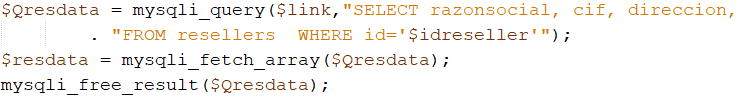 $Qresdata = mysqli_query($link,"SELECT razonsocial, cif, direccion,
. "FROM resellers  WHERE id='$idreseller'");
$resdata = mysqli_fetch_array($Qresdata);
mysqli_free_result($Qresdata);